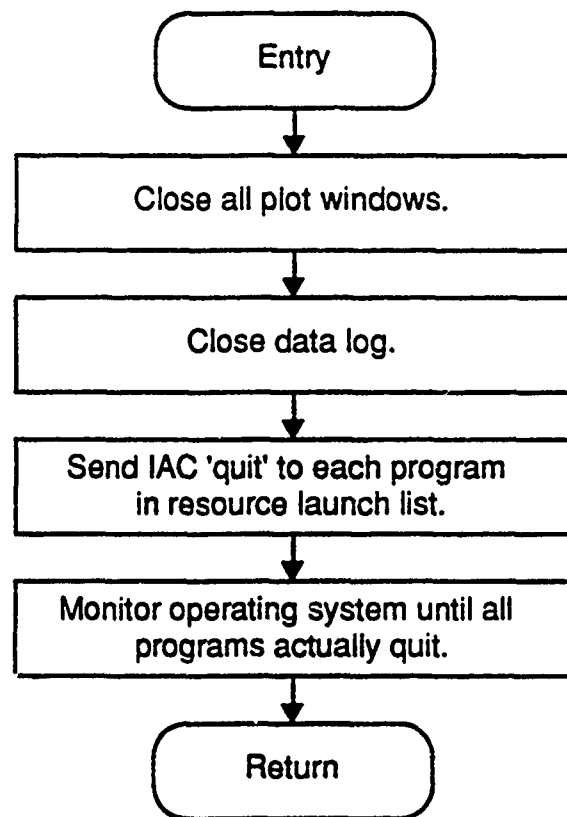 Entry
Close all plot windows.
Close data log.
Send IAC 'quit' to each program
in resource launch list.
Monitor operating system until all
programs actually quit.
Return